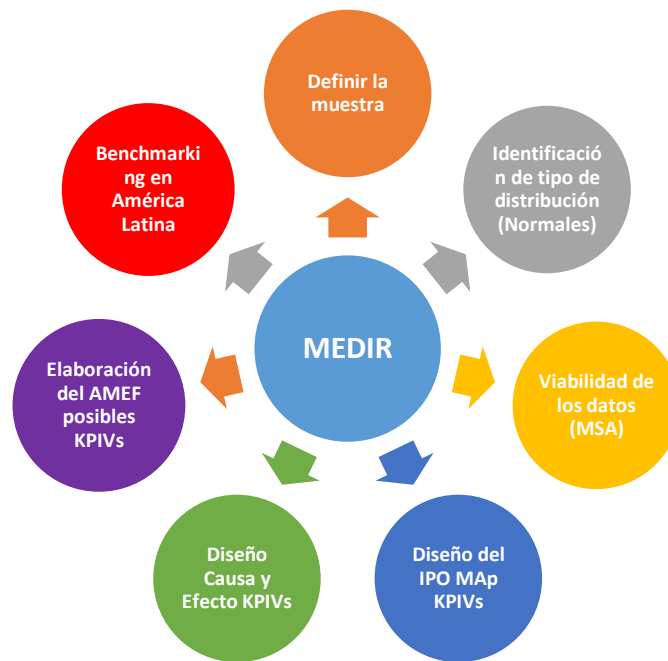 Definir la
muestra
Identificació
n de tipo de
distribución
(Normales)
Viabilidad de
los datos
(MSA)
Diseño del
IPO MAp
KPIVs
Diseño
Causa y
Efecto KPIVs
Elaboración
del AMEF
posibles
KPIVs
Benchmarki
ng en
América
Latina
MEDIR